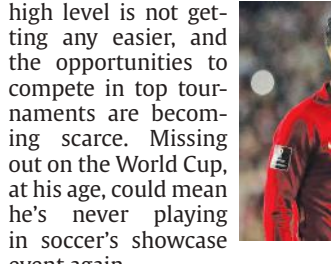 high level is not get-
ting any easier, and
the opportunities to
compete in top tour-
naments are becom-
ing scarce. Missing
out on the World Cup,
at his age, could mean
he's never playing
in soccer's showcase
event again.